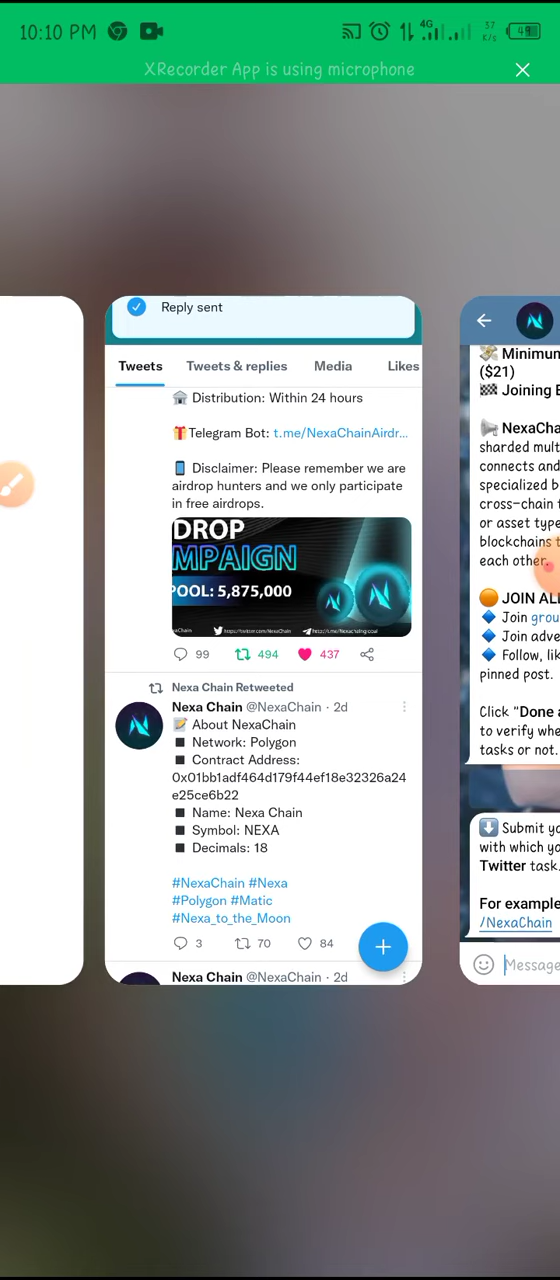 10:10 PM
4G
37
K/s
XRecorder App is using microphone
Reply sent
Tweets Tweets & replies Media Likes
🏦 Distribution: Within 24 hours
🎁Telegram Bot: t.me/NexaChainAirdr...
📱 Disclaimer: Please remember we are
airdrop hunters and we only participate
in free airdrops.
DROP
MPAIGN
POOL: 5,875,000
99 494 437
Nexa Chain Retweeted
Nexa Chain @NexaChain · 2d
📝 About NexaChain
◼ Network: Polygon
◼ Contract Address:
0x01bb1adf464d179f44ef18e32326a24
e25ce6b22
◼ Name: Nexa Chain
◼ Symbol: NEXA
◼ Decimals: 18
#NexaChain #Nexa
#Polygon #Matic
#Nexa_to_the_Moon
3 70 84
Nexa Chain @NexaChain · 2d
💸 Minimum
($21)
🏁 Joining B
📢 NexaCha
sharded mult
connects and
specialized b
cross-chain t
or asset type
blockchains t
each other.
🟠 JOIN ALL
🔷 Join grou
🔷 Join adve
🔷 Follow, lik
pinned post.
Click "Done a
to verify whe
tasks or not.
⬇ Submit yo
with which yo
Twitter task.
For example
/NexaChain
Message